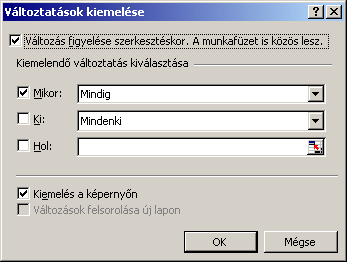 Változtatások kiemelése
Változás figyelése szerkesztéskor. A munkafüzet is közös lesz.
Kiemelendő változtatás kiválasztása
Mikor: Mindig
Ki: Mindenki
Hol:
Kiemelés a képernyőn
Változások felsorolása új lapon
OK Mégse